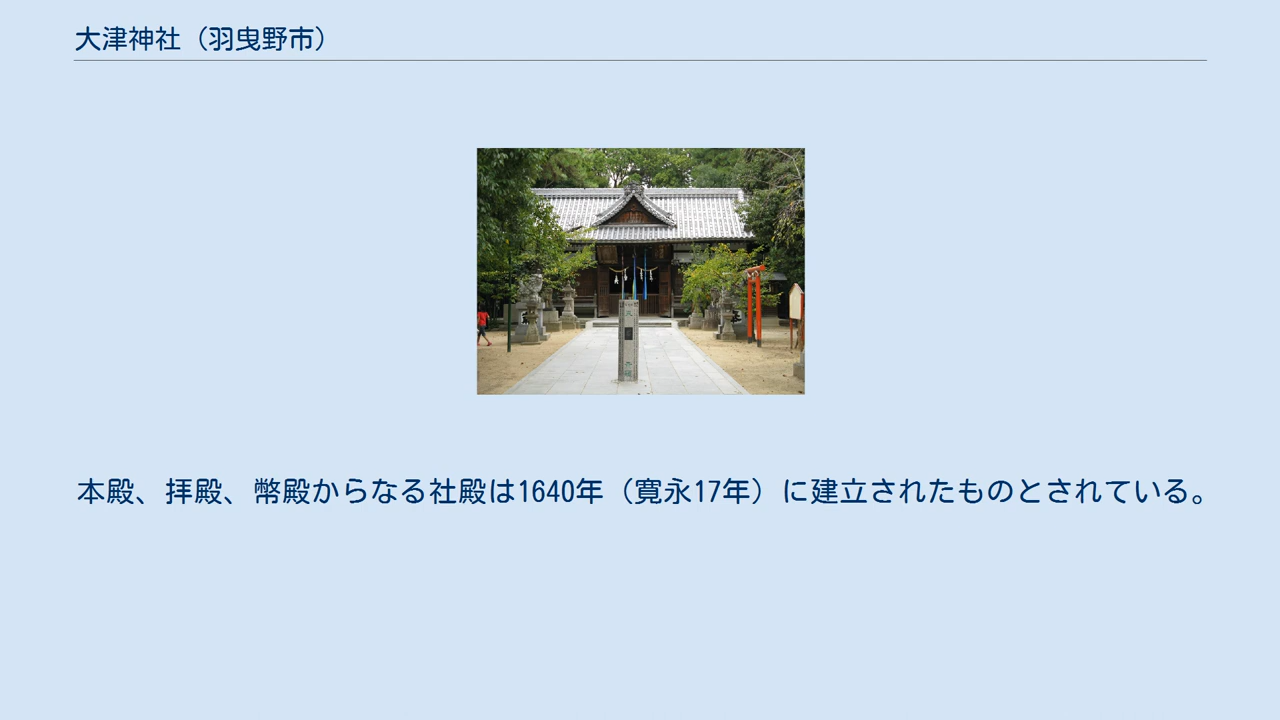 大津神社（羽曳野市）
本殿、拝殿、幣殿からなる社殿は1640年（寛永17年）に建立されたものとされている。